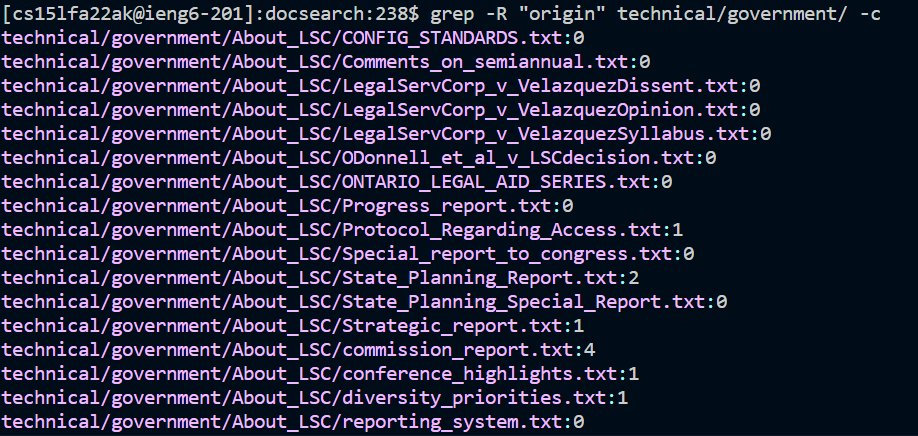 [cs15lfa22ak@ieng6-201]:docsearch:238$ grep -R "origin" technical/government/ -c
technical/government/About_LSC/CONFIG_STANDARDS.txt:0
technical/government/About_LSC/Comments_on_semiannual.txt:0
technical/government/About_LSC/LegalServCorp_v_VelazquezDissent.txt:0
technical/government/About_LSC/LegalServCorp_v_VelazquezOpinion.txt:0
technical/government/About_LSC/LegalServCorp_v_VelazquezSyllabus.txt:0
technical/government/About_LSC/ODonnell_et_al_v_LSCdecision.txt:0
technical/government/About_LSC/ONTARIO_LEGAL_AID_SERIES.txt:0
technical/government/About_LSC/Progress_report.txt:0
technical/government/About_LSC/Protocol_Regarding_Access.txt:1
technical/government/About_LSC/Special_report_to_congress.txt:0
technical/government/About_LSC/State_Planning_Report.txt:2
technical/government/About_LSC/State_Planning_Special_Report.txt:0
technical/government/About_LSC/Strategic_report.txt:1
technical/government/About_LSC/commission_report.txt:4
technical/government/About_LSC/conference_highlights.txt:1
technical/government/About_LSC/diversity_priorities.txt:1
technical/government/About_LSC/reporting_system.txt:0